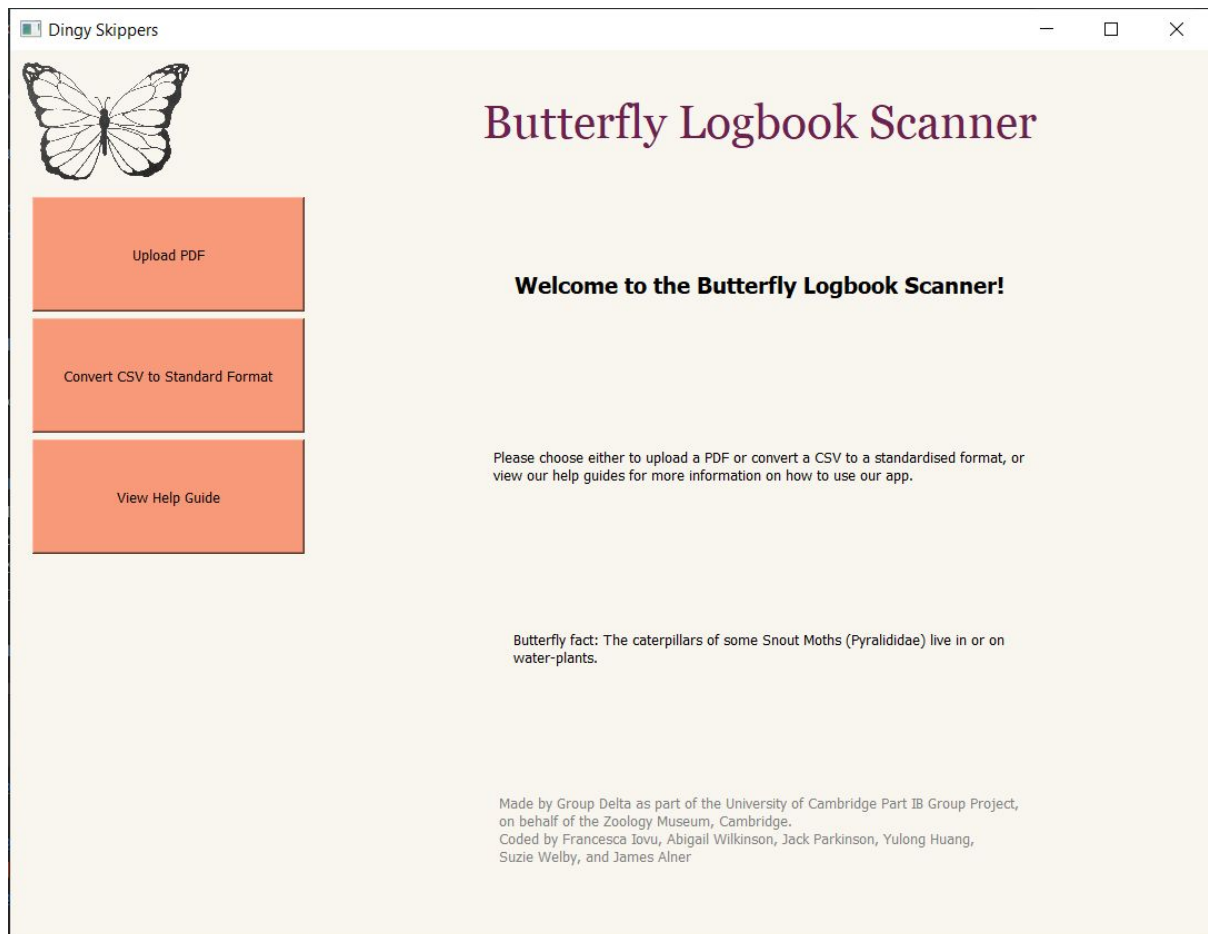 Dingy Skippers
Butterfly Logbook Scanner
Upload PDF
Convert CSV to Standard Format
View Help Guide
Welcome to the Butterfly Logbook Scanner!
Please choose either to upload a PDF or convert a CSV to a standardised format, or
view our help guides for more information on how to use our app.
Butterfly fact: The caterpillars of some Snout Moths (Pyralididae) live in or on
water-plants.
Made by Group Delta as part of the University of Cambridge Part IB Group Project,
on behalf of the Zoology Museum, Cambridge.
Coded by Francesca Iovu, Abigail Wilkinson, Jack Parkinson, Yulong Huang,
Suzie Welby, and James Alner